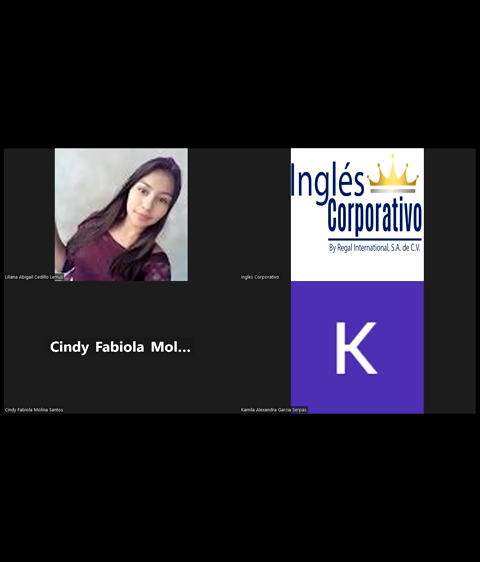 Inglés
Corporativo
By Regal International, S.A. de C.V.
Liliana Abigail Cedillo Lemus
Inglés Corporativo
Cindy Fabiola Mol...
K
Cindy Fabiola Molina Santos
Kamila Alexandra Garcia Serpas